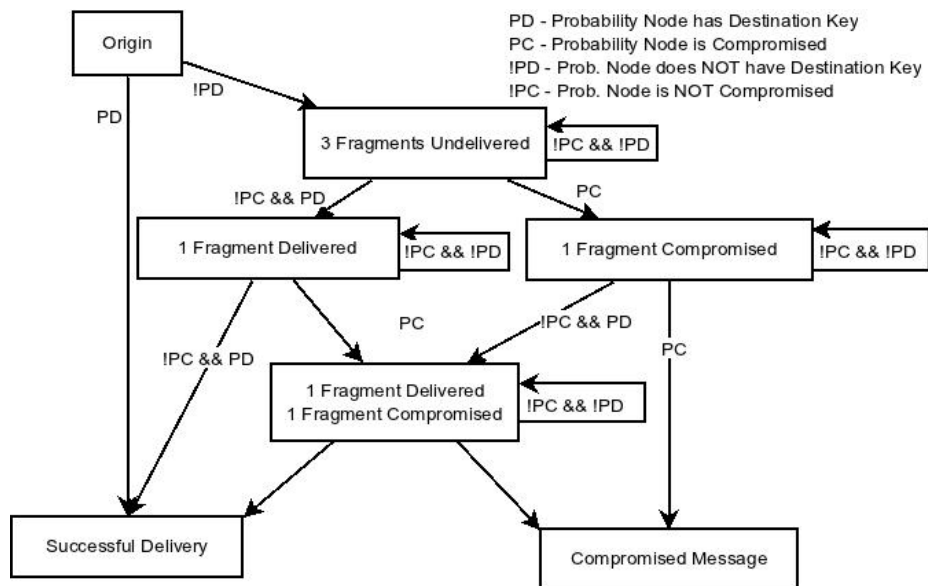 PD - Probability Node has Destination Key
Origin
PC - Probability Node is Compromised
!PD - Prob. Node does NOT have Destination Key
!PC - Prob. Node is NOT Compromised
!PD
PD
3 Fragments Undelivered
!PC && !PD
!PC && PD
PC
1 Fragment Delivered
!PC && !PD
1 Fragment Compromised
!PC && !PD
!PC && PD
PC
!PC && PD
PC
1 Fragment Delivered
1 Fragment Compromised
!PC && !PD
Successful Delivery
Compromised Message